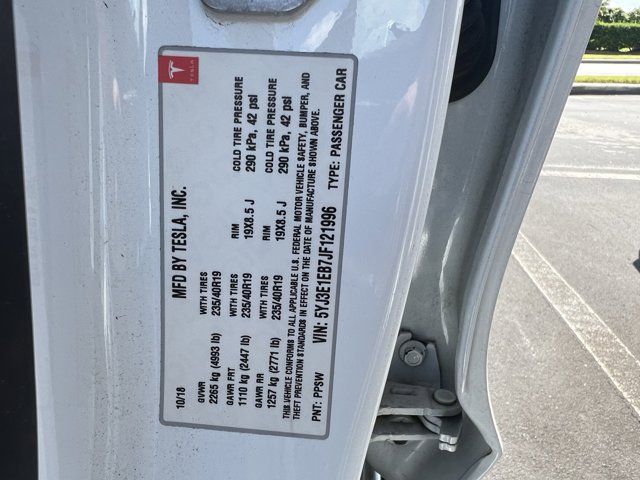 TESLA
MFD BY TESLA, INC.
10/18
GVWR WITH TIRES RIM COLD TIRE PRESSURE
2265 kg (4993 lb) 235/40R19 19X8.5 J 290 kPa, 42 psi
GAWR FRT WITH TIRES RIM COLD TIRE PRESSURE
1110 kg (2447 lb) 235/40R19 19X8.5 J 290 kPa, 42 psi
GAWR RR WITH TIRES
1257 kg (2771 lb) 235/40R19
THIS VEHICLE CONFORMS TO ALL APPLICABLE U.S. FEDERAL MOTOR VEHICLE SAFETY, BUMPER, AND
THEFT PREVENTION STANDARDS IN EFFECT ON THE DATE OF MANUFACTURE SHOWN ABOVE.
PNT: PPSW VIN: 5YJ3E1EB7JF121996 TYPE: PASSENGER CAR